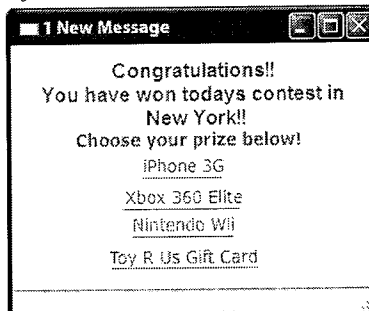 1 New Message
Congratulations!!
You have won todays contest in
New York!!
Choose your prize below!
iPhone 3G
Xbox 360 Elite
Nintendo Wii
Toy R Us Gift Card